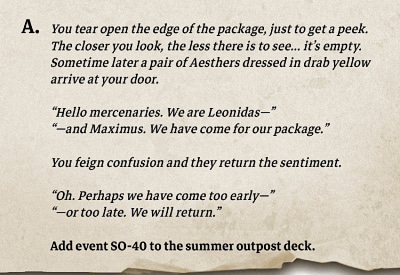 A. You tear open the edge of the package, just to get a peek.
The closer you look, the less there is to see... it's empty.
Sometime later a pair of Aesthers dressed in drab yellow
arrive at your door.
“Hello mercenaries. We are Leonidas—”
“—and Maximus. We have come for our package.”
You feign confusion and they return the sentiment.
“Oh. Perhaps we have come too early—”
“—or too late. We will return.”
Add event SO-40 to the summer outpost deck.